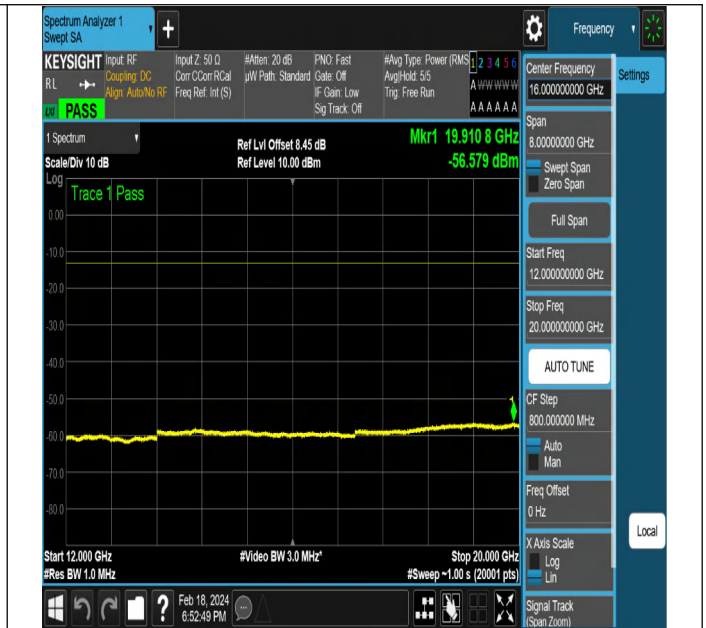 Spectrum Analyzer 1
Swept SA
+
Frequency
KEYSIGHT
RL
LXI PASS
Input: RF
Coupling: DC
Align: Auto/No RF
Input Z: 50 Ω
Corr CCorr RCal
Freq Ref: Int (S)
#Atten: 20 dB
µW Path: Standard
PNO: Fast
Gate: Off
IF Gain: Low
Sig Track: Off
#Avg Type: Power (RMS
Avg|Hold: 5/5
Trig: Free Run
1 2 3 4 5 6
A WW WW W
A A A A A A
1 Spectrum
Scale/Div 10 dB
Ref Lvl Offset 8.45 dB
Ref Level 10.00 dBm
Mkr1 19.910 8 GHz
-56.579 dBm
Log
Trace 1 Pass
0.00
-10.0
-20.0
-30.0
-40.0
-50.0
-60.0
-70.0
-80.0
1
Start 12.000 GHz
#Res BW 1.0 MHz
#Video BW 3.0 MHz*
Stop 20.000 GHz
#Sweep ~1.00 s (20001 pts)
Feb 18, 2024
6:52:49 PM
?
Center Frequency
16.000000000 GHz
Settings
Span
8.00000000 GHz
Swept Span
Zero Span
Full Span
Start Freq
12.000000000 GHz
Stop Freq
20.000000000 GHz
AUTO TUNE
CF Step
800.000000 MHz
Auto
Man
Freq Offset
0 Hz
X Axis Scale
Log
Lin
Local
Signal Track
(Span Zoom)